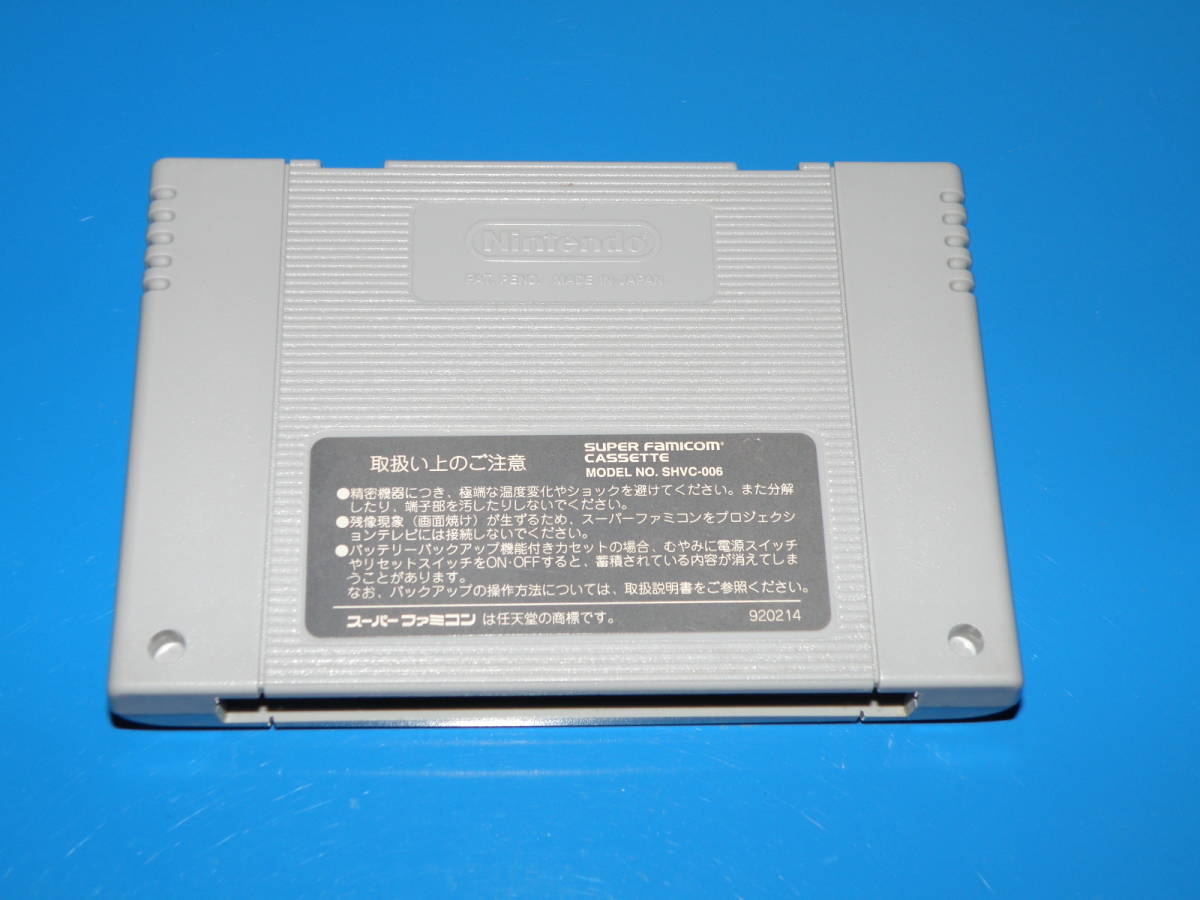 Nintendo
PAT. PEND. MADE IN JAPAN
取扱い上のご注意
SUPER FAMICOM
CASSETTE
MODEL NO. SHVC-006
●精密機器につき、極端な温度変化やショックを避けてください。また分解
したり、端子部を汚したりしないでください。
●残像現象（画面焼け）が生ずるため、スーパーファミコンをプロジェクシ
ョンテレビには接続しないでください。
●バッテリーバックアップ機能付きカセットの場合、むやみに電源スイッチ
やリセットスイッチをON・OFFすると、蓄積されている内容が消えてしま
うことがあります。
なお、バックアップの操作方法については、取扱説明書をご参照ください。
スーパーファミコン は任天堂の商標です。
920214